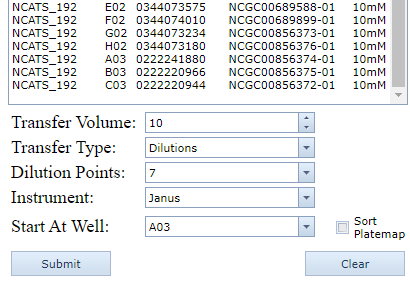 NCATS_192 E02 0344073575 NCGC00689588-01 10mM
NCATS_192 F02 0344074010 NCGC00689899-01 10mM
NCATS_192 G02 0344073234 NCGC00856373-01 10mM
NCATS_192 H02 0344073180 NCGC00856376-01 10mM
NCATS_192 A03 0222241880 NCGC00856374-01 10mM
NCATS_192 B03 0222220966 NCGC00856375-01 10mM
NCATS_192 C03 0222220944 NCGC00856372-01 10mM
Transfer Volume: 10
Transfer Type: Dilutions
Dilution Points: 7
Instrument: Janus
Start At Well: A03 Sort
Platemap
Submit Clear